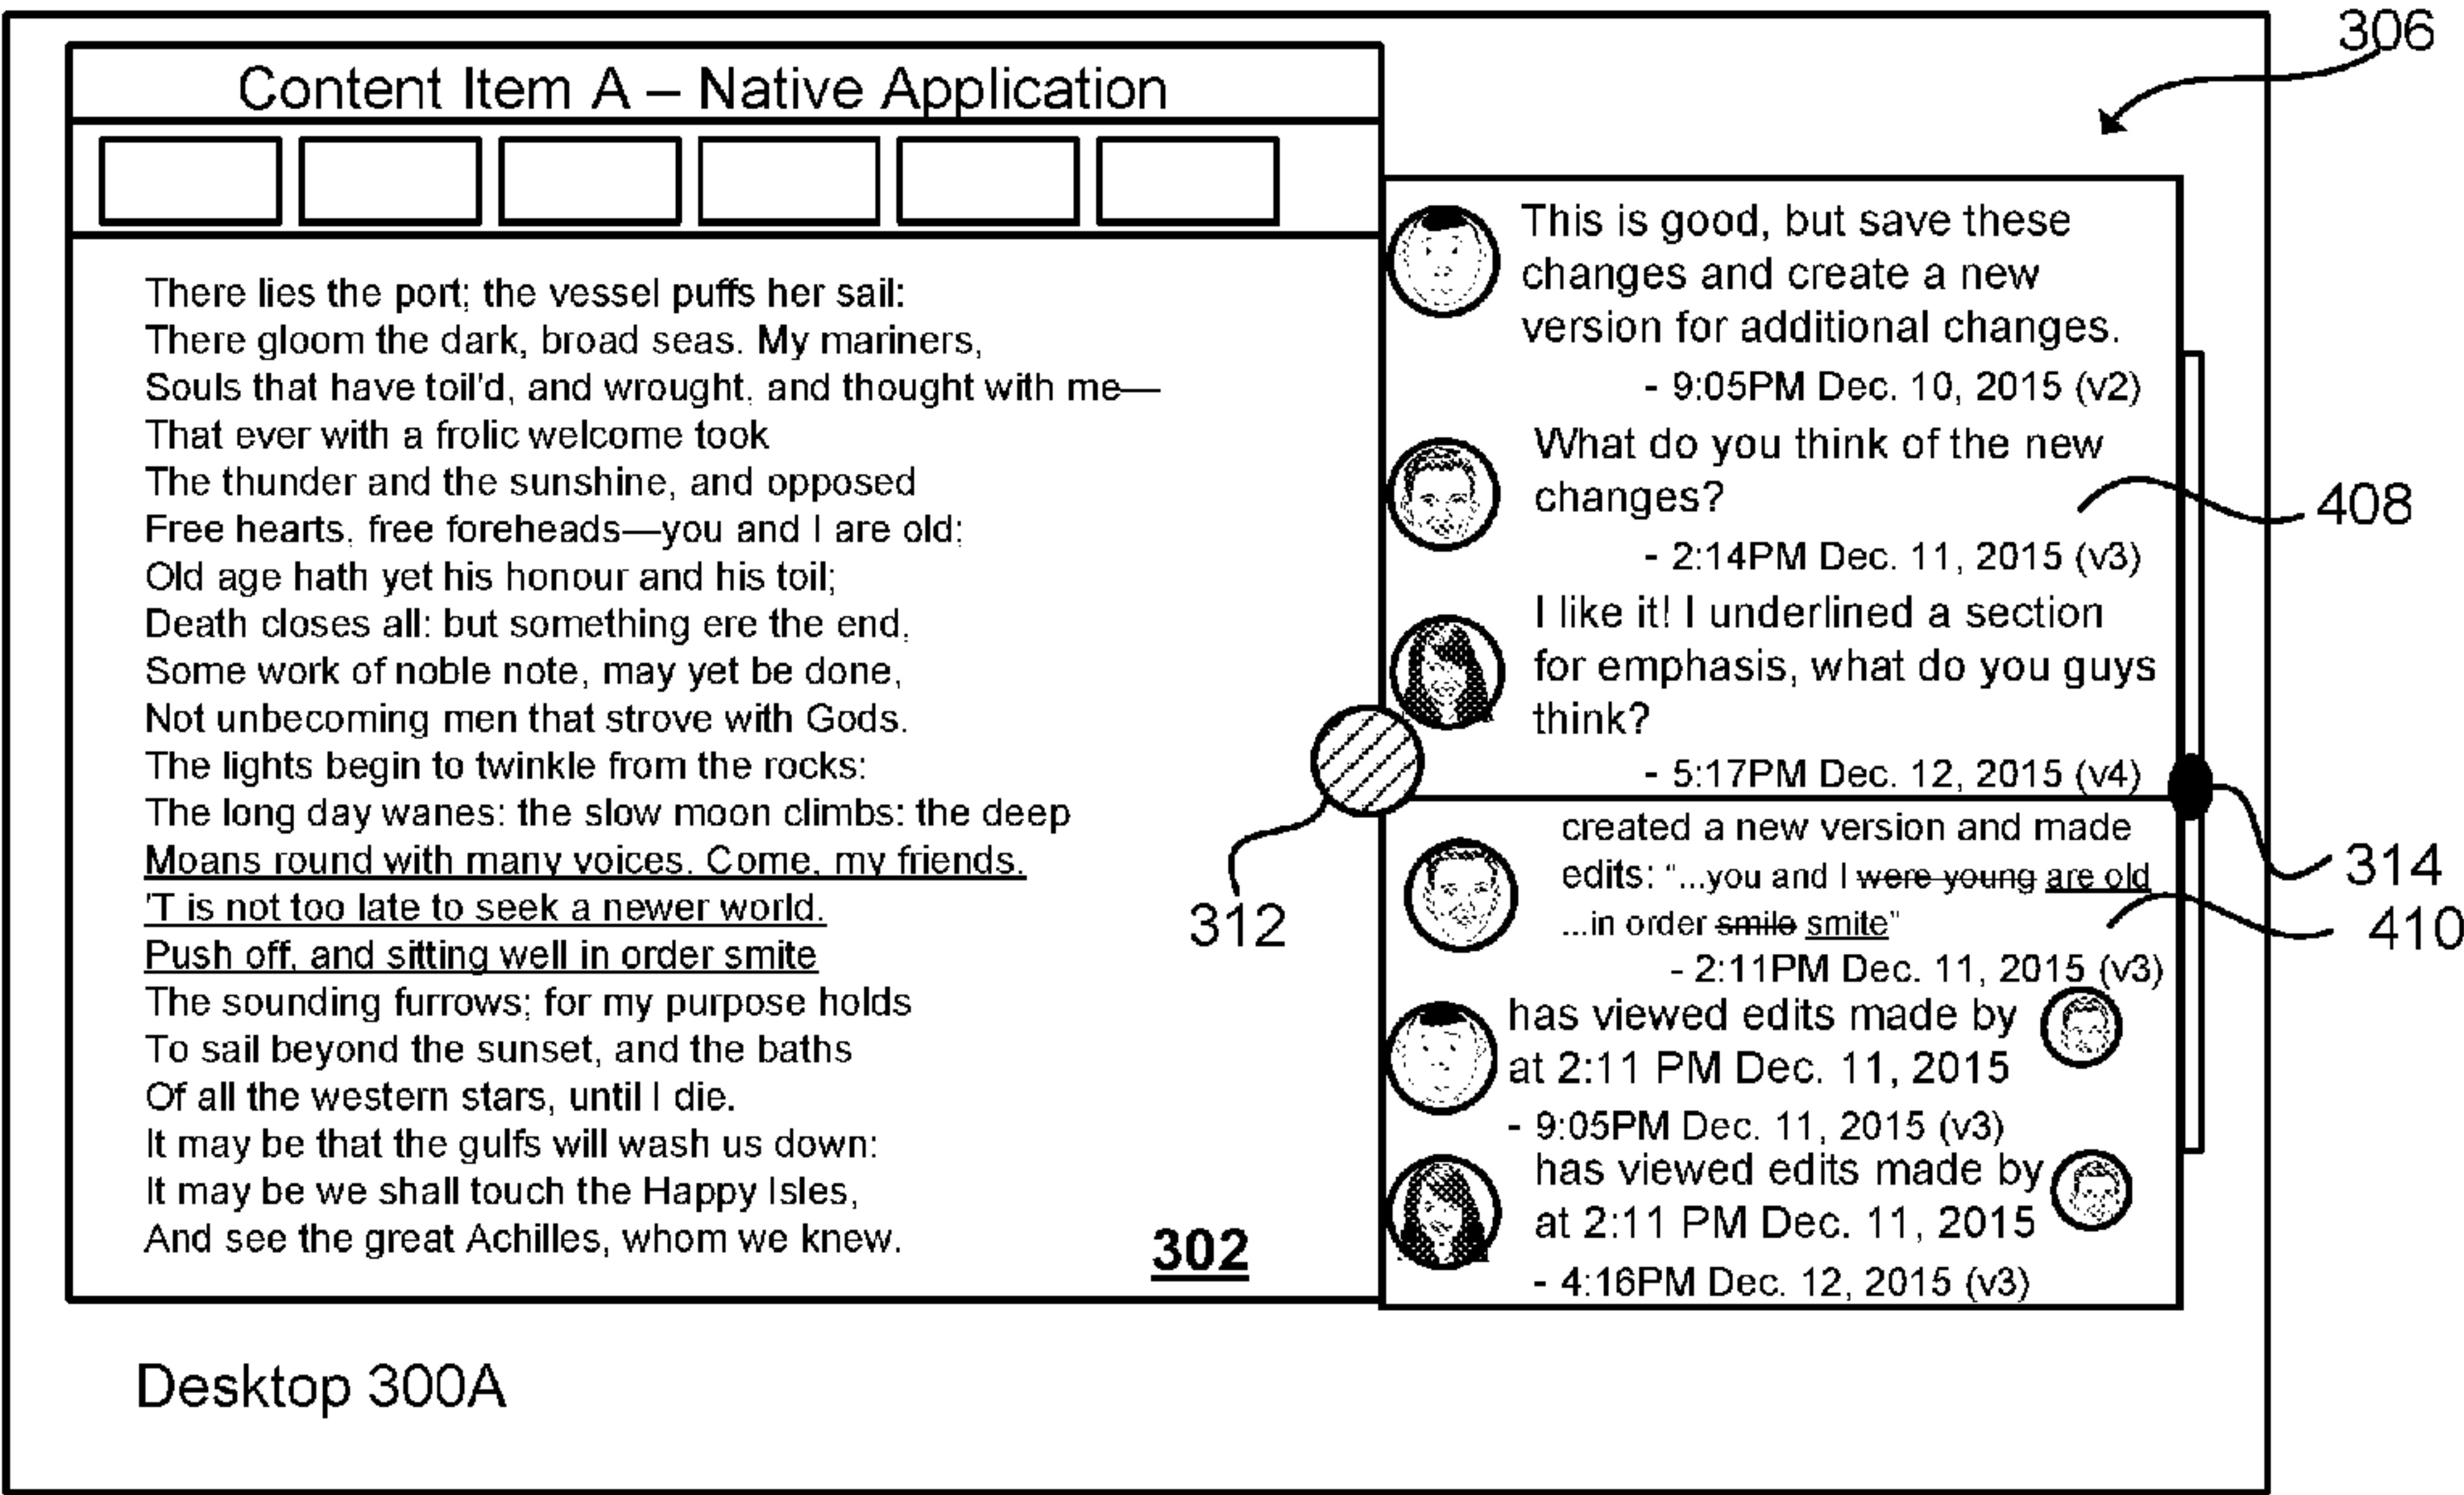 306
Content Item A – Native Application
There lies the port; the vessel puffs her sail:
There gloom the dark, broad seas. My mariners,
Souls that have toil'd, and wrought, and thought with me—
That ever with a frolic welcome took
The thunder and the sunshine, and opposed
Free hearts, free foreheads—you and I are old;
Old age hath yet his honour and his toil;
Death closes all: but something ere the end,
Some work of noble note, may yet be done,
Not unbecoming men that strove with Gods.
The lights begin to twinkle from the rocks:
The long day wanes: the slow moon climbs: the deep
Moans round with many voices. Come, my friends.
'T is not too late to seek a newer world.
Push off, and sitting well in order smite
The sounding furrows; for my purpose holds
To sail beyond the sunset, and the baths
Of all the western stars, until I die.
It may be that the gulfs will wash us down:
It may be we shall touch the Happy Isles,
And see the great Achilles, whom we knew.
302
This is good, but save these
changes and create a new
version for additional changes.
- 9:05PM Dec. 10, 2015 (v2)
What do you think of the new
changes?
- 2:14PM Dec. 11, 2015 (v3)
I like it! I underlined a section
for emphasis, what do you guys
think?
- 5:17PM Dec. 12, 2015 (v4)
created a new version and made
edits: "...you and I were young are old
...in order smile smite"
- 2:11PM Dec. 11, 2015 (v3)
has viewed edits made by
at 2:11 PM Dec. 11, 2015
- 9:05PM Dec. 11, 2015 (v3)
has viewed edits made by
at 2:11 PM Dec. 11, 2015
- 4:16PM Dec. 12, 2015 (v3)
408
312
314
410
Desktop 300A